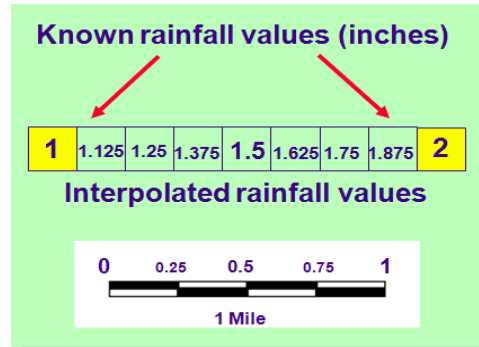 Known rainfall values (inches)
1 1.125 1.25 1.375 1.5 1.625 1.75 1.875 2
Interpolated rainfall values
0 0.25 0.5 0.75 1
1 Mile